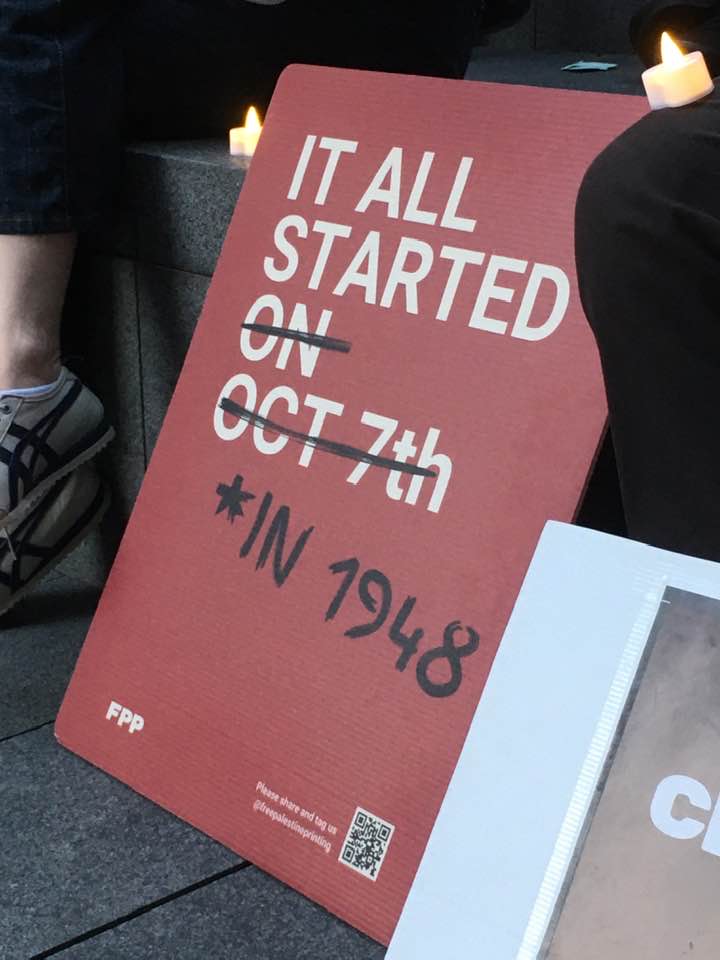 IT ALL
STARTED
ON
OCT 7th
*IN 1948
FPP
Please share and tag us
@freepalestineprinting